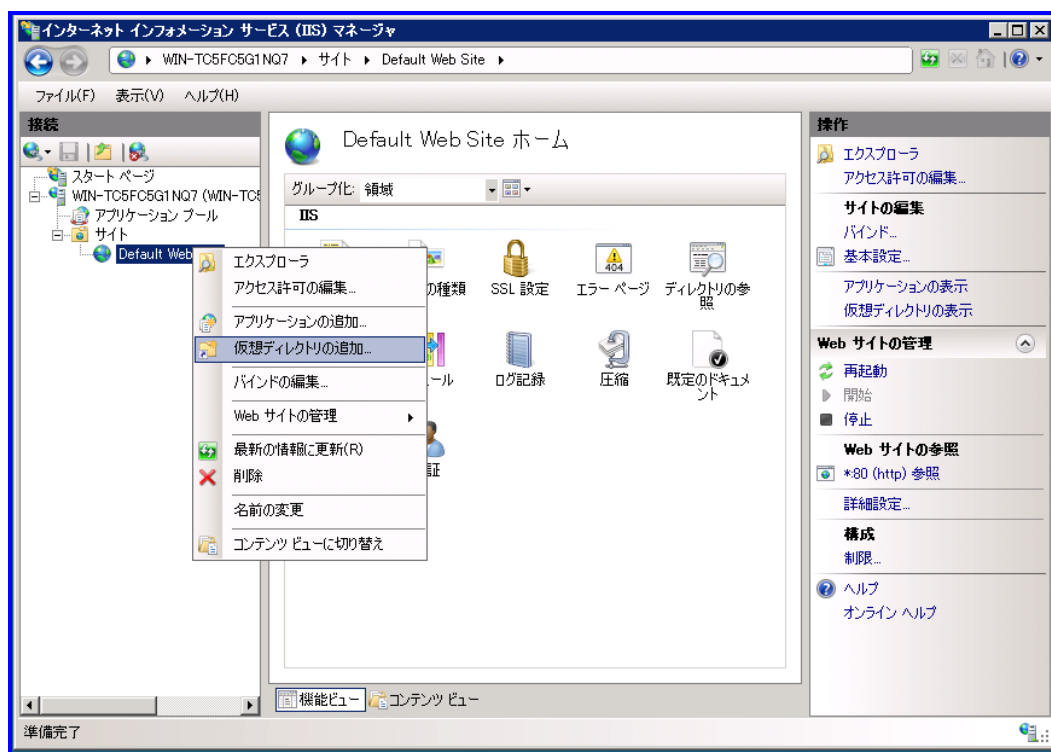 インターネット インフォメーション サービス (IIS) マネージャ
WIN-TC5FC5G1NQ7
サイト
Default Web Site
ファイル(F) 表示(V) ヘルプ(H)
接続
スタート ページ
WIN-TC5FC5G1NQ7 (WIN-TC5
アプリケーション プール
サイト
Default Web
エクスプローラ
アクセス許可の編集...
アプリケーションの追加...
仮想ディレクトリの追加...
バインドの編集...
Web サイトの管理
最新の情報に更新(R)
削除
名前の変更
コンテンツ ビューに切り替え
Default Web Site ホーム
グループ化: 領域
IIS
の種類
SSL 設定
404
エラー ページ
ディレクトリの参
照
ール
ログ記録
圧縮
既定のドキュメ
ント
証
機能ビュー
コンテンツ ビュー
操作
エクスプローラ
アクセス許可の編集...
サイトの編集
バインド...
基本設定...
アプリケーションの表示
仮想ディレクトリの表示
Web サイトの管理
再起動
開始
停止
Web サイトの参照
*:80 (http) 参照
詳細設定...
構成
制限...
ヘルプ
オンライン ヘルプ
準備完了